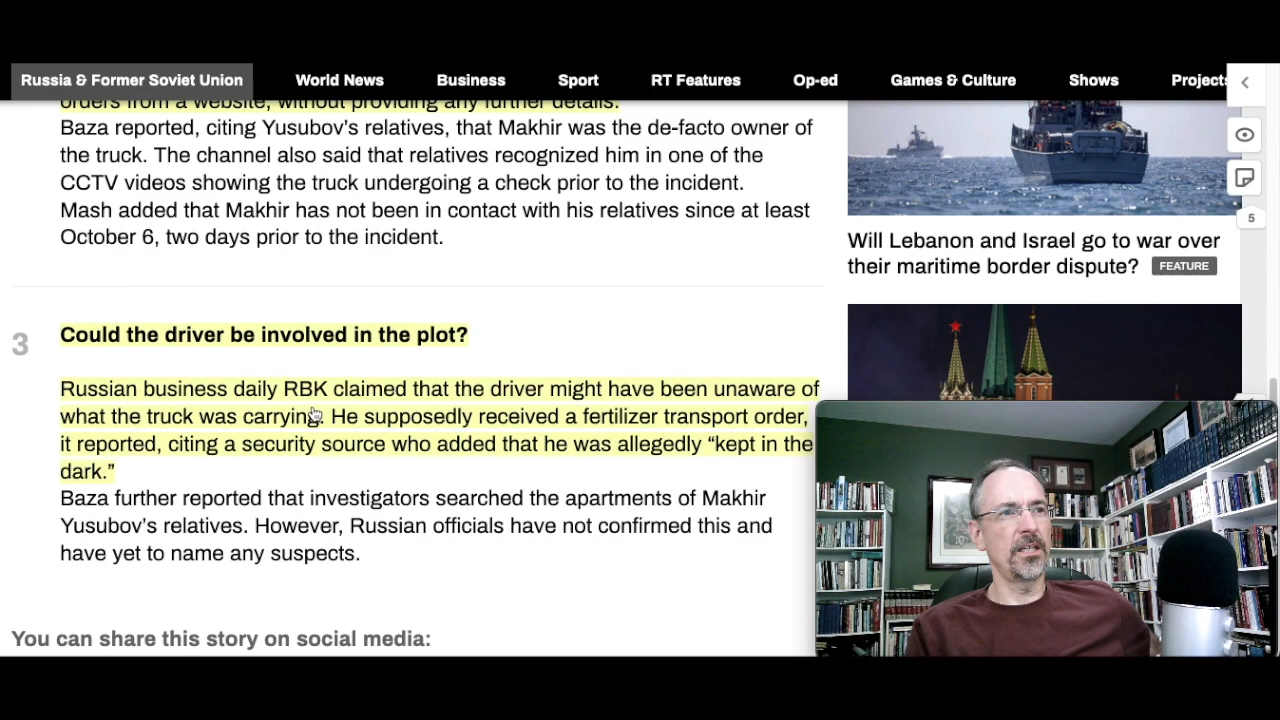 Russia & Former Soviet Union World News Business Sport RT Features Op-ed Games & Culture Shows Projects
orders from a website, without providing any further details.
Baza reported, citing Yusubov's relatives, that Makhir was the de-facto owner of
the truck. The channel also said that relatives recognized him in one of the
CCTV videos showing the truck undergoing a check prior to the incident.
Mash added that Makhir has not been in contact with his relatives since at least
October 6, two days prior to the incident.
3
Could the driver be involved in the plot?
Russian business daily RBK claimed that the driver might have been unaware of
what the truck was carrying. He supposedly received a fertilizer transport order,
it reported, citing a security source who added that he was allegedly “kept in the
dark.”
Baza further reported that investigators searched the apartments of Makhir
Yusubov's relatives. However, Russian officials have not confirmed this and
have yet to name any suspects.
You can share this story on social media:
5
Will Lebanon and Israel go to war over
their maritime border dispute? FEATURE